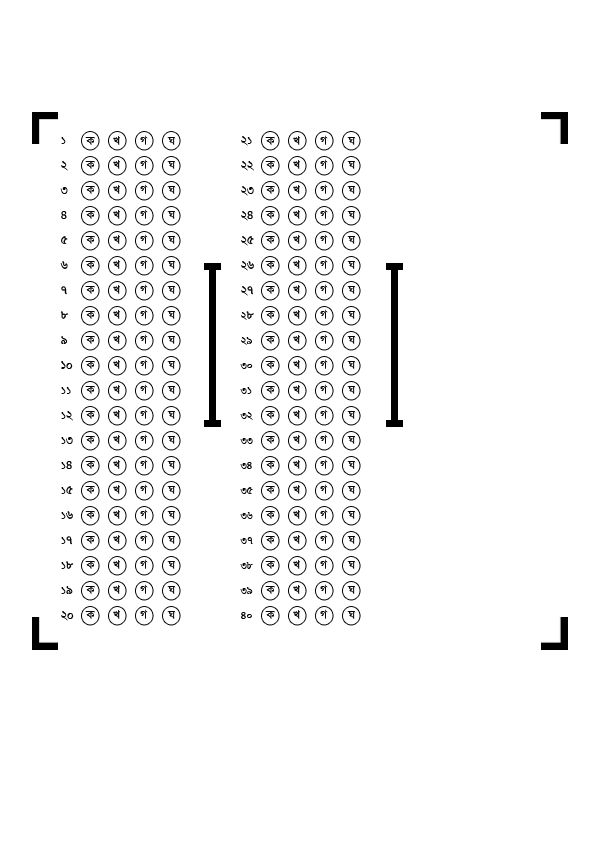 ১ ক খ গ ঘ
২ ক খ গ ঘ
৩ ক খ গ ঘ
৪ ক খ গ ঘ
৫ ক খ গ ঘ
৬ ক খ গ ঘ
৭ ক খ গ ঘ
৮ ক খ গ ঘ
৯ ক খ গ ঘ
১০ ক খ গ ঘ
১১ ক খ গ ঘ
১২ ক খ গ ঘ
১৩ ক খ গ ঘ
১৪ ক খ গ ঘ
১৫ ক খ গ ঘ
১৬ ক খ গ ঘ
১৭ ক খ গ ঘ
১৮ ক খ গ ঘ
১৯ ক খ গ ঘ
২০ ক খ গ ঘ
২১ ক খ গ ঘ
২২ ক খ গ ঘ
২৩ ক খ গ ঘ
২৪ ক খ গ ঘ
২৫ ক খ গ ঘ
২৬ ক খ গ ঘ
২৭ ক খ গ ঘ
২৮ ক খ গ ঘ
২৯ ক খ গ ঘ
৩০ ক খ গ ঘ
৩১ ক খ গ ঘ
৩২ ক খ গ ঘ
৩৩ ক খ গ ঘ
৩৪ ক খ গ ঘ
৩৫ ক খ গ ঘ
৩৬ ক খ গ ঘ
৩৭ ক খ গ ঘ
৩৮ ক খ গ ঘ
৩৯ ক খ গ ঘ
৪০ ক খ গ ঘ